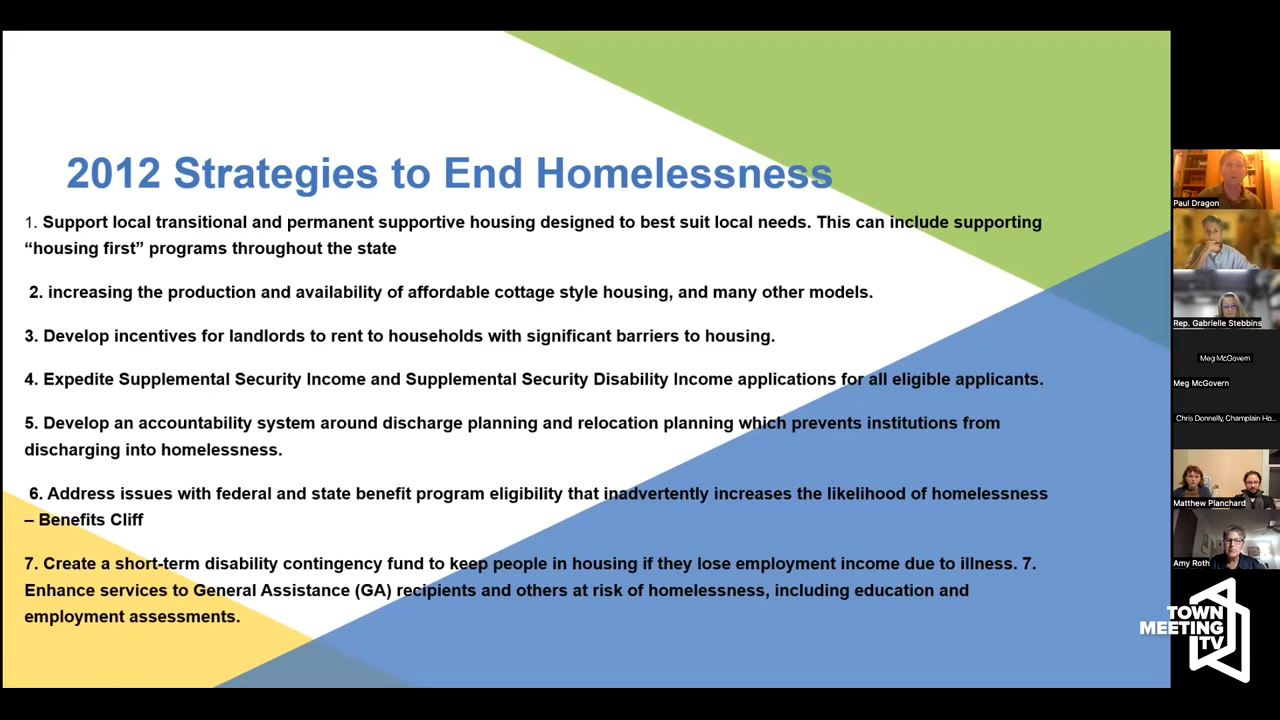 2012 Strategies to End Homelessness
1. Support local transitional and permanent supportive housing designed to best suit local needs. This can include supporting
“housing first” programs throughout the state
2. increasing the production and availability of affordable cottage style housing, and many other models.
3. Develop incentives for landlords to rent to households with significant barriers to housing.
4. Expedite Supplemental Security Income and Supplemental Security Disability Income applications for all eligible applicants.
5. Develop an accountability system around discharge planning and relocation planning which prevents institutions from
discharging into homelessness.
6. Address issues with federal and state benefit program eligibility that inadvertently increases the likelihood of homelessness
– Benefits Cliff
7. Create a short-term disability contingency fund to keep people in housing if they lose employment income due to illness. 7.
Enhance services to General Assistance (GA) recipients and others at risk of homelessness, including education and
employment assessments.
Paul Dragon
Rep. Gabrielle Stebbins
Meg McGovern
Meg McGovern
Chris Donnelly, Champlain Ho...
Matthew Planchard
Amy Roth
TOWN
MEETING
TV